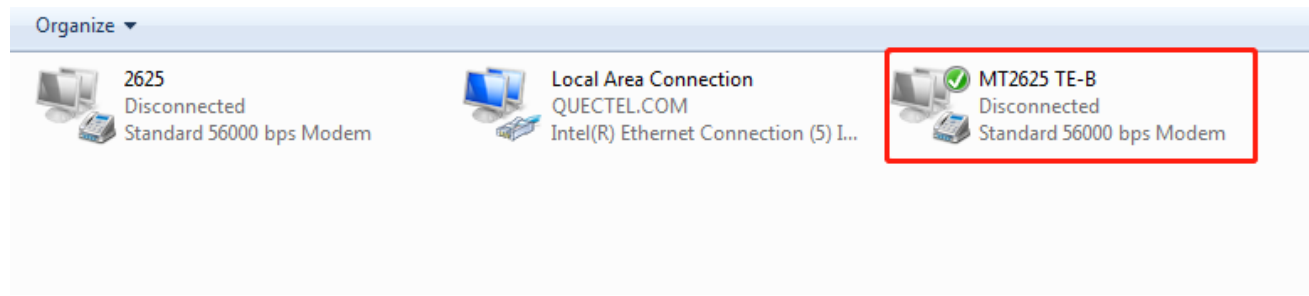 Organize
2625
Disconnected
Standard 56000 bps Modem
Local Area Connection
QUECTEL.COM
Intel(R) Ethernet Connection (5) I...
MT2625 TE-B
Disconnected
Standard 56000 bps Modem